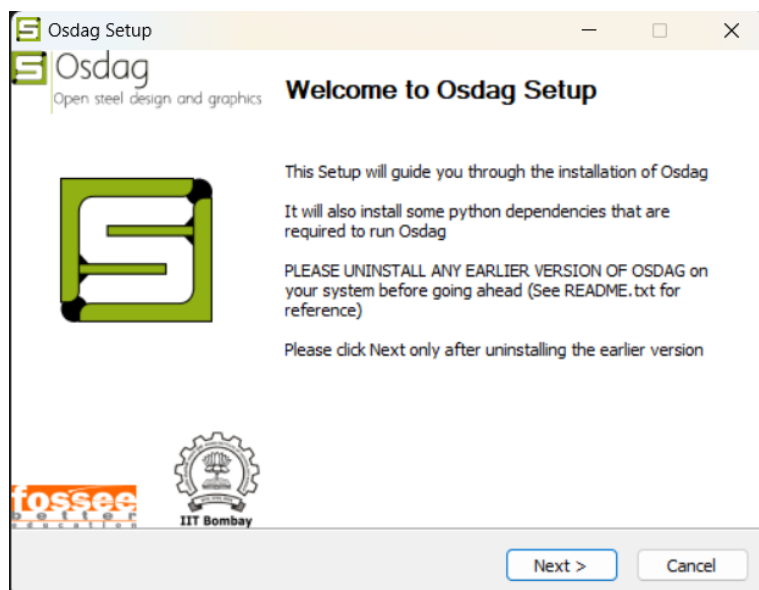 Osdag Setup
Osdag
Open steel design and graphics
Welcome to Osdag Setup
This Setup will guide you through the installation of Osdag
It will also install some python dependencies that are
required to run Osdag
PLEASE UNINSTALL ANY EARLIER VERSION OF OSDAG on
your system before going ahead (See README.txt for
reference)
Please click Next only after uninstalling the earlier version
fossee
better
education
IIT Bombay
Next >
Cancel